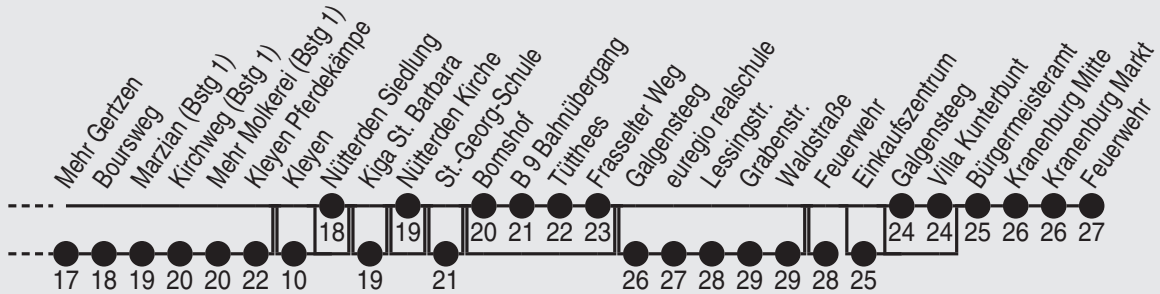 Mehr Gertzen
Boursweg
Marzian (Bstg 1)
Kirchweg (Bstg 1)
Mehr Molkerei (Bstg 1)
Kleyen Pferdekämpe
Kleyen
Nütterden Siedlung
Kiga St. Barbara
Nütterden Kirche
St.-Georg-Schule
Bomshof
B 9 Bahnübergang
Tütthees
Frasselter Weg
Galgensteeg
euregio realschule
Lessingstr.
Grabenstr.
Waldstraße
Feuerwehr
Einkaufszentrum
Galgensteeg
Villa Kunterbunt
Bürgermeisteramt
Kranenburg Mitte
Kranenburg Markt
Feuerwehr
18 19 20 21 22 23 24 24 25 26 26 27
17 18 19 20 20 22 10 19 21 26 27 28 29 29 28 25